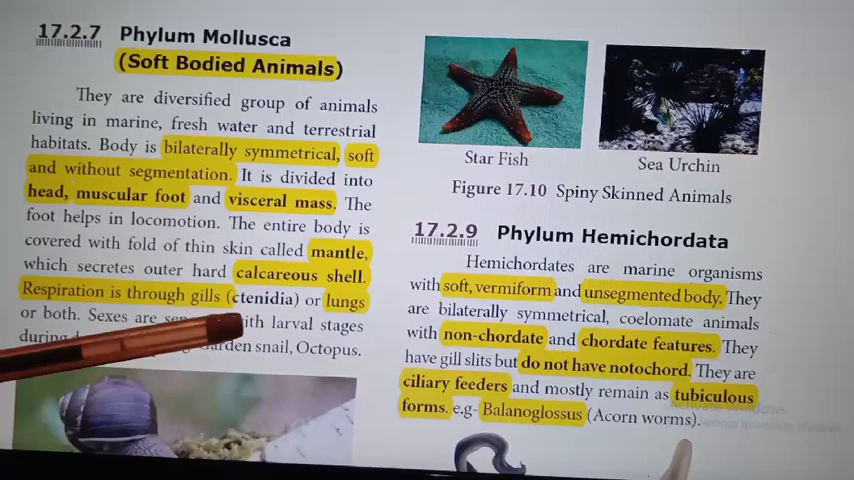 17.2.7 Phylum Mollusca
(Soft Bodied Animals)
They are diversified group of animals
living in marine, fresh water and terrestrial
habitats. Body is bilaterally symmetrical, soft
and without segmentation. It is divided into
head, muscular foot and visceral mass. The
foot helps in locomotion. The entire body is
covered with fold of thin skin called mantle,
which secretes outer hard calcareous shell.
Respiration is through gills (ctenidia) or lungs
or both. Sexes are with larval stages
during Garden snail, Octopus.
Star Fish
Sea Urchin
Figure 17.10 Spiny Skinned Animals
17.2.9 Phylum Hemichordata
Hemichordates are marine organisms
with soft, vermiform and unsegmented body. They
are bilaterally symmetrical, coelomate animals
with non-chordate and chordate features. They
have gill slits but do not have notochord. They are
ciliary feeders and mostly remain as tubiculous
forms. e.g- Balanoglossus (Acorn worms).
Activate Windows